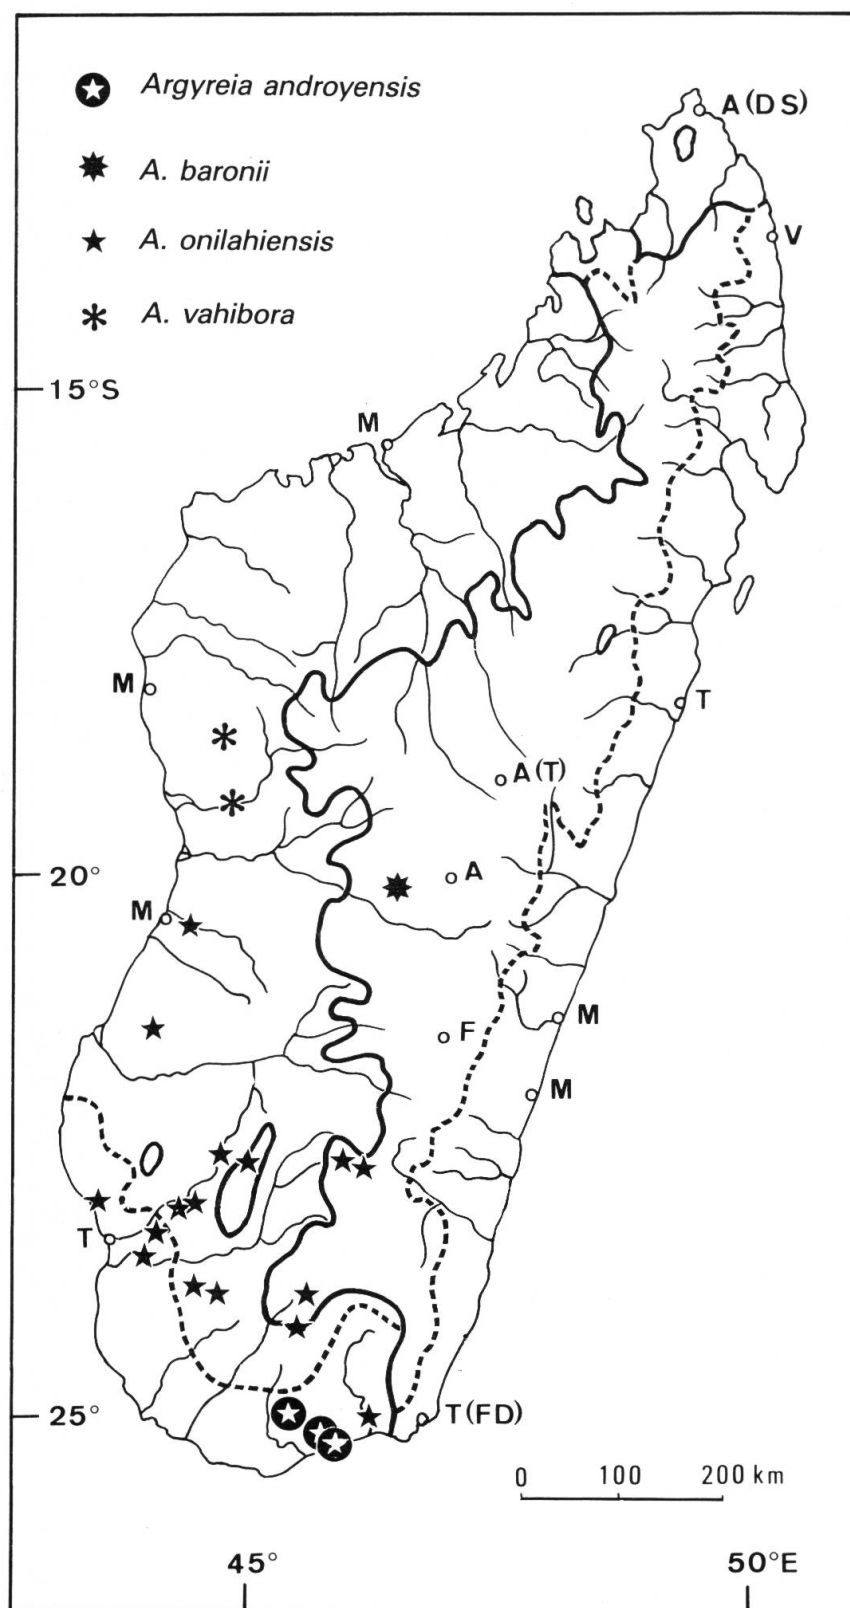 Argyreia androyensis
A. baronii
A. onilahiensis
A. vahibora
A (DS)
V
15°S
M
M
T
A (T)
20°
A
M
M
F
M
T
25°
T (FD)
0 100 200 km
45° 50°E